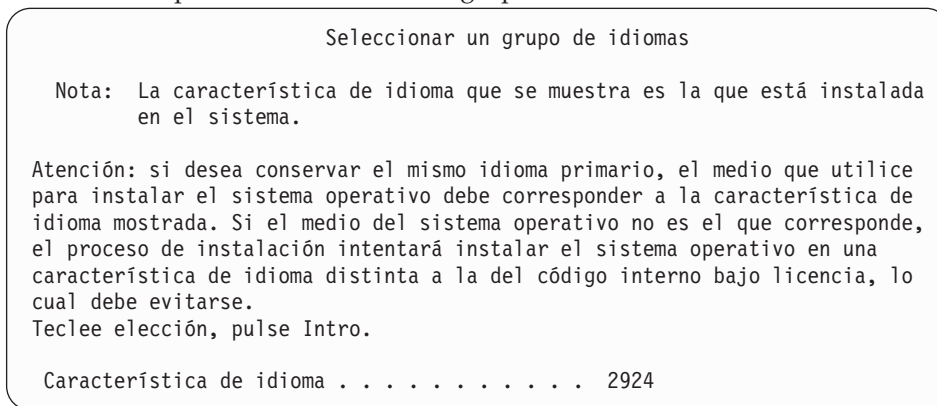 Seleccionar un grupo de idiomas
Nota: La característica de idioma que se muestra es la que está instalada
en el sistema.
Atención: si desea conservar el mismo idioma primario, el medio que utilice
para instalar el sistema operativo debe corresponder a la característica de
idioma mostrada. Si el medio del sistema operativo no es el que corresponde,
el proceso de instalación intentará instalar el sistema operativo en una
característica de idioma distinta a la del código interno bajo licencia, lo
cual debe evitarse.
Teclee elección, pulse Intro.
Característica de idioma . . . . . . . . . . . 2924